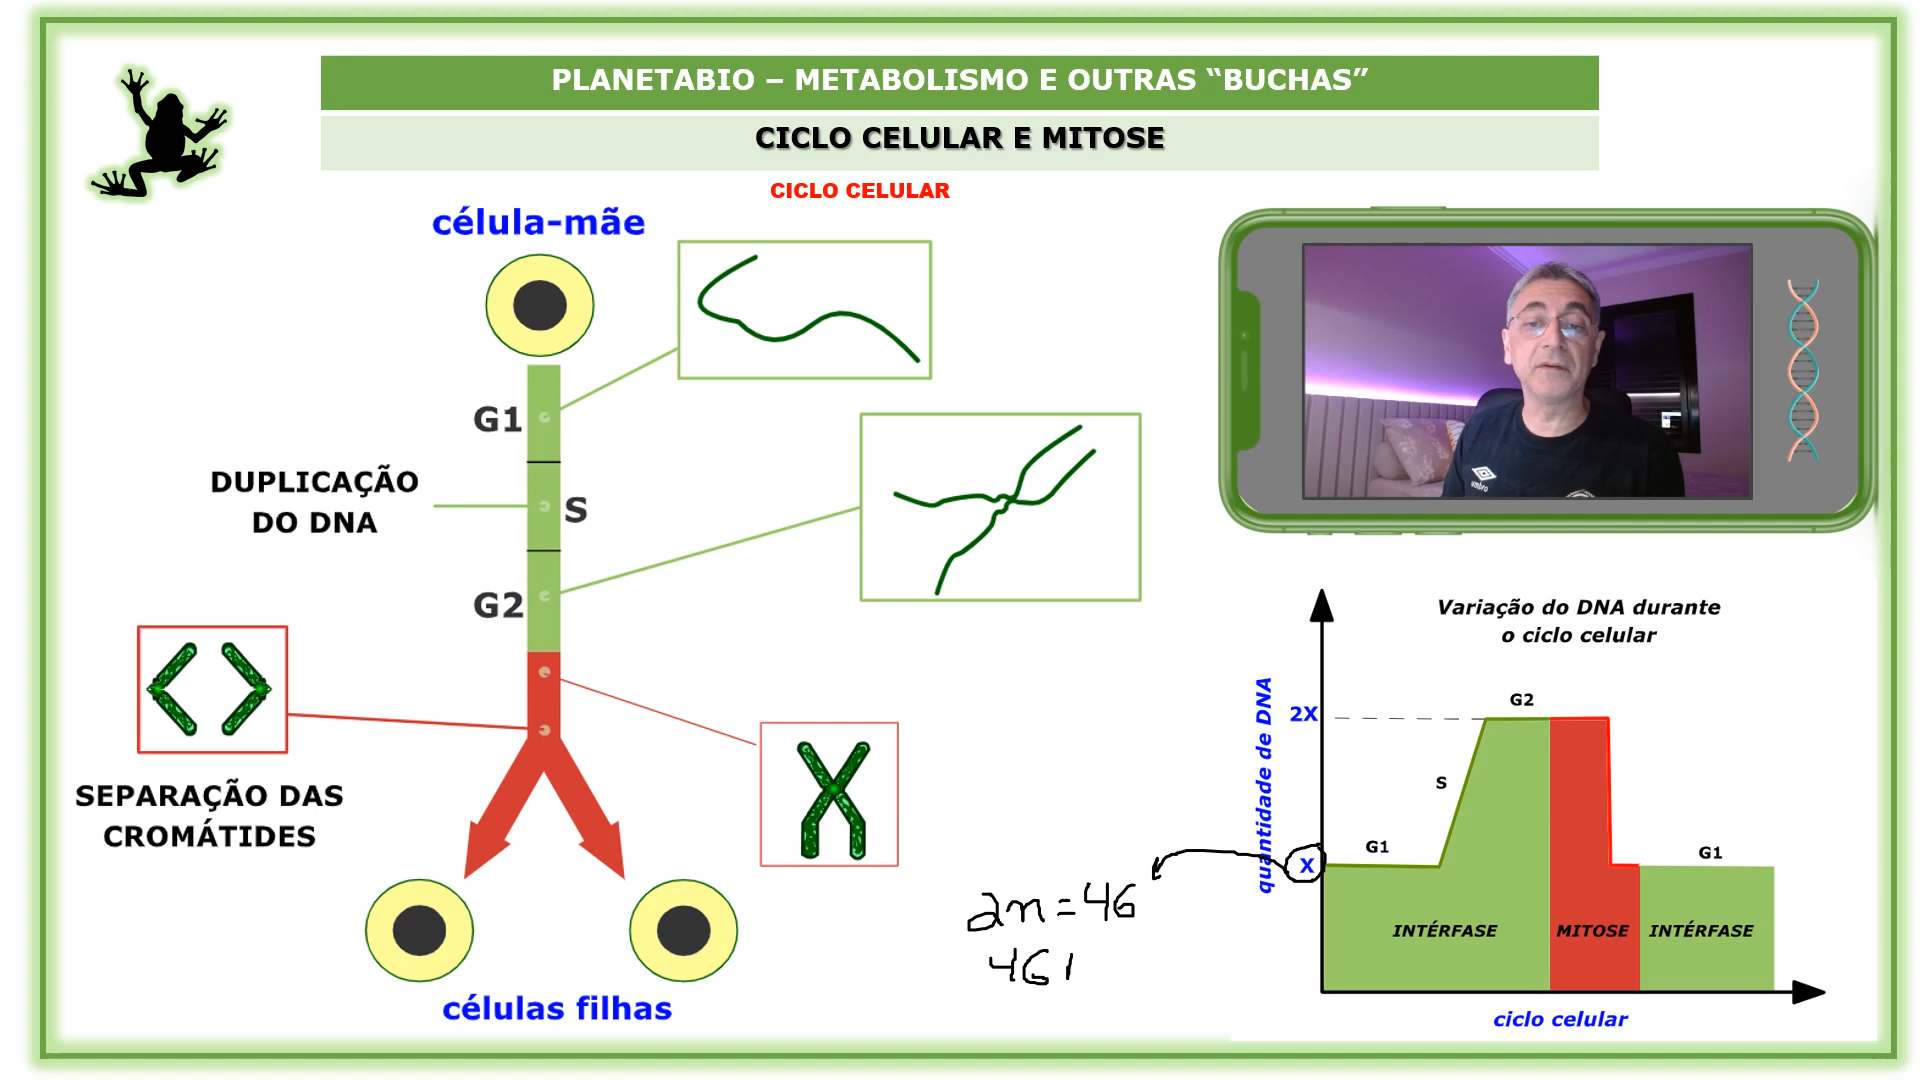 PLANETABIO – METABOLISMO E OUTRAS “BUCHAS”
CICLO CELULAR E MITOSE
CICLO CELULAR
célula-mãe
G1
DUPLICAÇÃO
DO DNA
S
G2
SEPARAÇÃO DAS
CROMÁTIDES
células filhas
umbro
2n=46
46
Variação do DNA durante
o ciclo celular
quantidade de DNA
2X
X
G1
S
G2
G1
INTÉRFASE
MITOSE
INTÉRFASE
ciclo celular